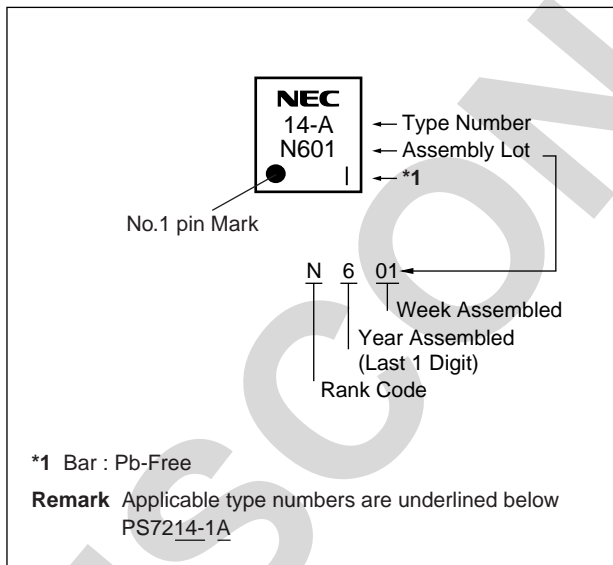 NEC
14-A
N601
|
Type Number
Assembly Lot
*1
No.1 pin Mark
N 6 01
Week Assembled
Year Assembled
(Last 1 Digit)
Rank Code
*1 Bar : Pb-Free
Remark Applicable type numbers are underlined below
PS7214-1A